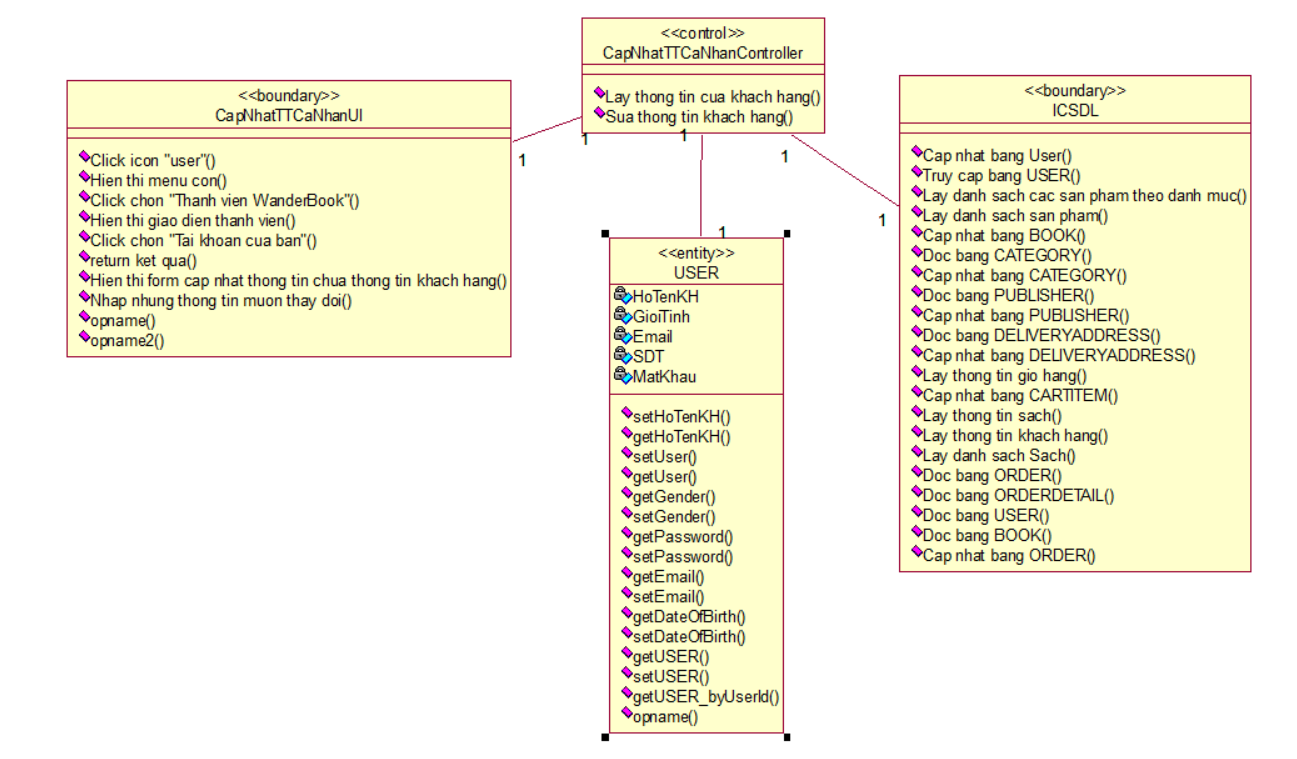 <<control>>
CapNhatTTCaNhanController
Lay thong tin cua khach hang()
Sua thong tin khach hang()
1
1
1
1
1
1
<<boundary>>
CapNhatTTCaNhanUI
Click icon "user"()
Hien thi menu con()
Click chon "Thanh vien WanderBook"()
Hien thi giao dien thanh vien()
Click chon "Tai khoan cua ban"()
return ket qua()
Hien thi form cap nhat thong tin chua thong tin khach hang()
Nhap nhung thong tin muon thay doi()
opname()
opname2()
<<entity>>
USER
HoTenKH
GioiTinh
Email
SDT
MatKhau
setHoTenKH()
getHoTenKH()
setUser()
getUser()
getGender()
setGender()
getPassword()
setPassword()
getEmail()
setEmail()
getDateOfBirth()
setDateOfBirth()
getUSER()
setUSER()
getUSER_byUserId()
opname()
<<boundary>>
ICSDL
Cap nhat bang User()
Truy cap bang USER()
Lay danh sach cac san pham theo danh muc()
Lay danh sach san pham()
Cap nhat bang BOOK()
Doc bang CATEGORY()
Cap nhat bang CATEGORY()
Doc bang PUBLISHER()
Cap nhat bang PUBLISHER()
Doc bang DELIVERYADDRESS()
Cap nhat bang DELIVERYADDRESS()
Lay thong tin gio hang()
Cap nhat bang CARTITEM()
Lay thong tin sach()
Lay thong tin khach hang()
Lay danh sach Sach()
Doc bang ORDER()
Doc bang ORDERDETAIL()
Doc bang USER()
Doc bang BOOK()
Cap nhat bang ORDER()